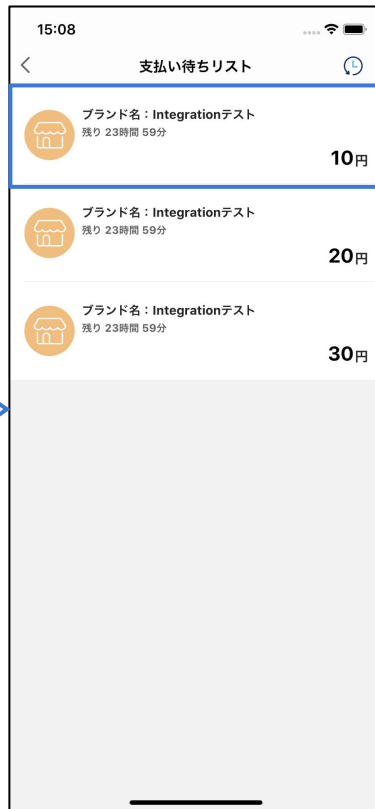 15:08
支払い待ちリスト
ブランド名：Integrationテスト
残り 23時間 59分
10円
ブランド名：Integrationテスト
残り 23時間 59分
20円
ブランド名：Integrationテスト
残り 23時間 59分
30円